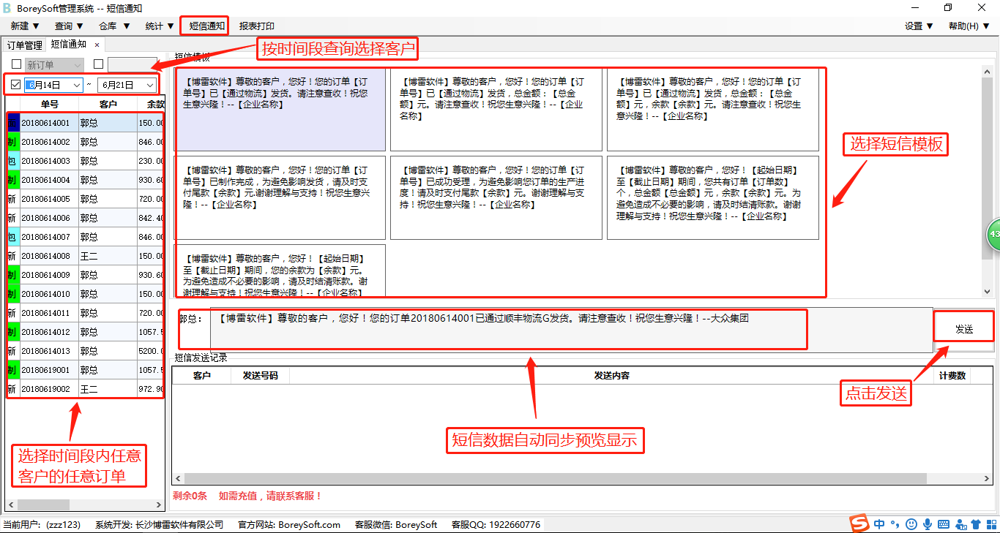 BoreySoft管理系统 -- 短信通知
新建 ▼ 查询 ▼ 仓库 ▼ 统计 ▼ 短信通知 报表打印 设置 ▼ 帮助(H) ▼
订单管理 短信通知 ×
按时间段查询选择客户
新订单
短信模板
6月14日 ~ 6月21日
单号 客户 余款
20180614001 郭总 150.00
制 20180614002 郭总 846.00
包 20180614003 郭总 230.00
制 20180614004 郭总 930.60
新 20180614005 郭总 720.00
新 20180614006 郭总 842.40
包 20180614007 郭总 846.00
新 20180614008 王二 150.00
制 20180614009 郭总 930.60
制 20180614010 郭总 150.00
新 20180614011 郭总 720.00
制 20180614012 郭总 1057.5
新 20180614013 郭总 5200.0
制 20180619001 郭总 1057.5
新 20180619002 王二 972.90
选择时间段内任意
客户的任意订单
【博雷软件】尊敬的客户，您好！您的订单【订
单号】已【通过物流】发货。请注意查收！祝您
生意兴隆！--【企业名称】
【博雷软件】尊敬的客户，您好！您的订单【订
单号】已【通过物流】发货，总金额：【总金
额】元。请注意查收！祝您生意兴隆！--【企业
名称】
【博雷软件】尊敬的客户，您好！您的订单【订
单号】已【通过物流】发货，总金额：【总金
额】元，余款【余款】元。请注意查收！祝您生
意兴隆！--【企业名称】
【博雷软件】尊敬的客户，您好！您的订单【订
单号】已制作完成，为避免影响发货，请及时支
付尾款【余款】元.谢谢理解与支持！祝您生意兴
隆！--【企业名称】
【博雷软件】尊敬的客户，您好！您的订单【订
单号】已成功受理，为避免影响您订单的生产进
度！请及时支付尾款【余款】元。谢谢理解与支
持！祝您生意兴隆！--【企业名称】
【博雷软件】尊敬的客户，您好！【起始日期】
至【截止日期】期间，您共有订单【订单数】
个，总金额【总金额】元，余款【余款】元。为
避免造成不必要的影响，请及时结清账款。谢谢
理解与支持！祝您生意兴隆！--【企业名称】
【博雷软件】尊敬的客户，您好！【起始日期】
至【截止日期】期间，您的余款为【余款】元。
为避免造成不必要的影响，请及时结清账款。谢
谢理解与支持！祝您生意兴隆！--【企业名称】
选择短信模板
43
郭总： 【博雷软件】尊敬的客户，您好！您的订单20180614001已通过顺丰物流G发货。请注意查收！祝您生意兴隆！--大众集团
发送
短信发送记录
客户 发送号码 发送内容 计费数
点击发送
短信数据自动同步预览显示
剩余0条 如需充值，请联系客服！
当前用户: (zzz123) 系统开发: 长沙博雷软件有限公司 官方网站: BoreySoft.com 客服微信: BoreySoft 客服QQ: 1922660776
中